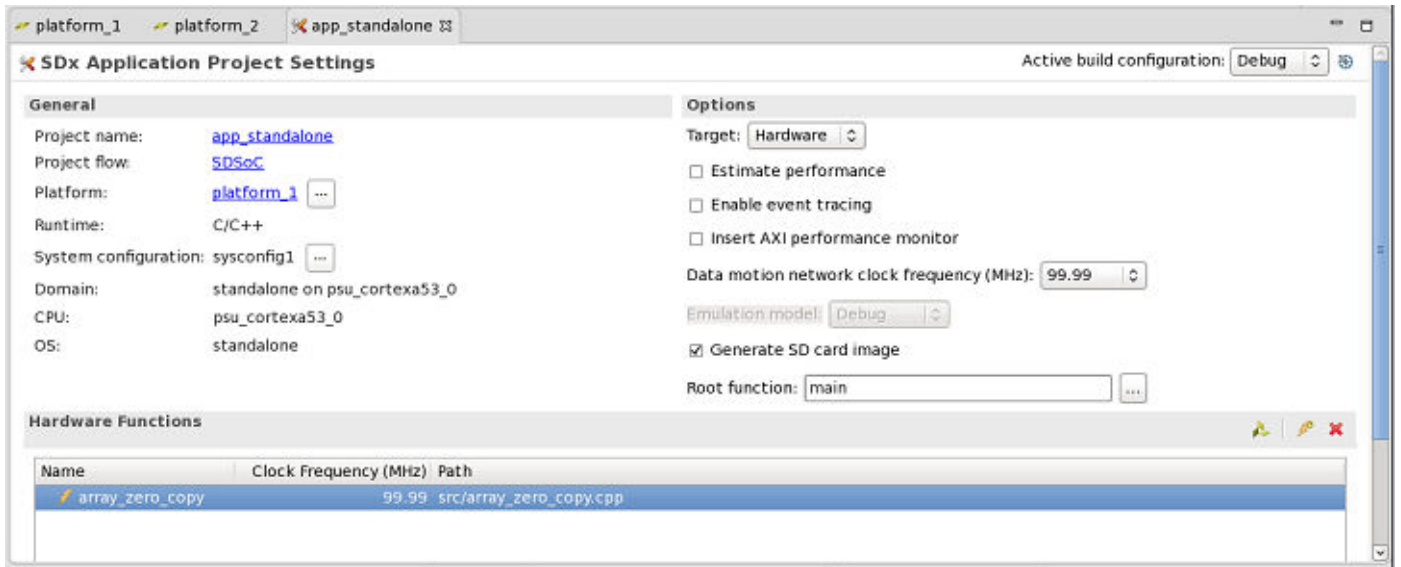 platform_1 platform_2 app_standalone
SDx Application Project Settings
Active build configuration: Debug
General
Project name: app_standalone
Project flow: SDSoC
Platform: platform_1 ...
Runtime: C/C++
System configuration: sysconfig1 ...
Domain: standalone on psu_cortexa53_0
CPU: psu_cortexa53_0
OS: standalone
Options
Target: Hardware
Estimate performance
Enable event tracing
Insert AXI performance monitor
Data motion network clock frequency (MHz): 99.99
Emulation model: Debug
Generate SD card image
Root function: main ...
Hardware Functions
Name Clock Frequency (MHz) Path
array_zero_copy 99.99 src/array_zero_copy.cpp